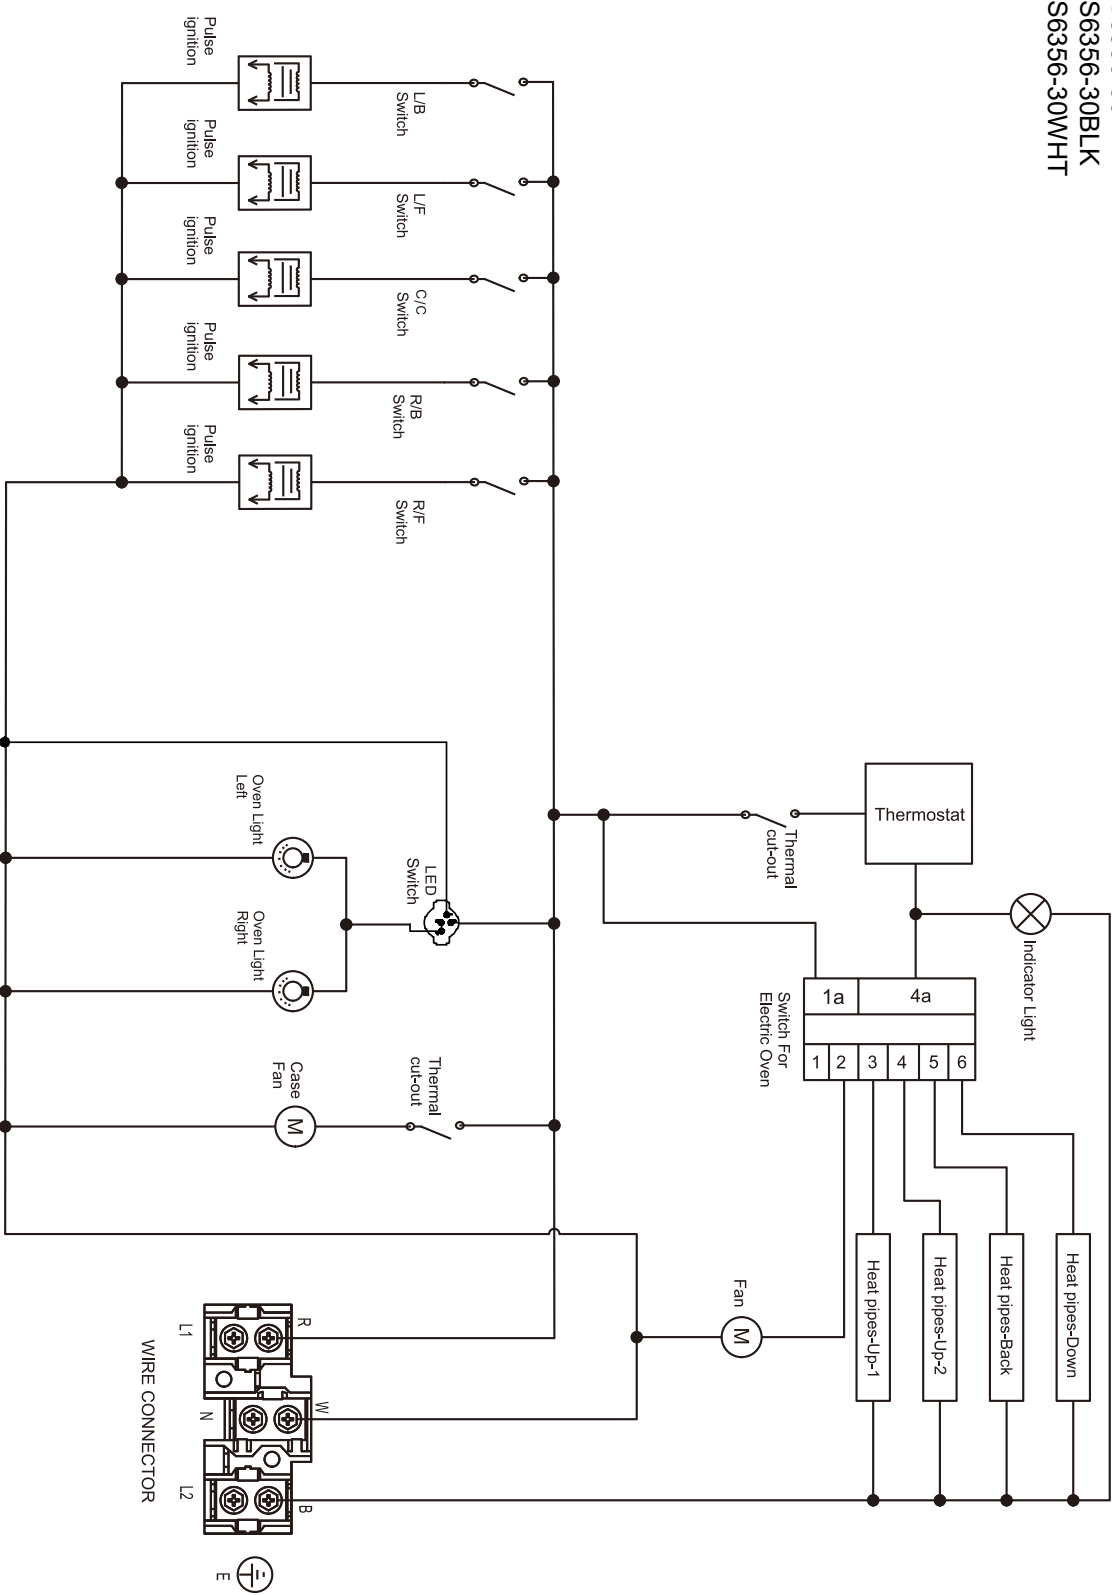 S6356-30BLK
S6356-30WHT
Pulse
ignition
L/B
Switch
Pulse
ignition
L/F
Switch
Pulse
ignition
C/C
Switch
Pulse
ignition
R/B
Switch
Pulse
ignition
R/F
Switch
Thermostat
Thermal
cut-out
Indicator Light
Oven Light
Left
LED
Switch
Oven Light
Right
1a
4a
1
2
3
4
5
6
Switch For
Electric Oven
Thermal
cut-out
Case
Fan
M
Fan
M
Heat pipes-Up-1
Heat pipes-Up-2
Heat pipes-Back
Heat pipes-Down
R
L1
W
N
B
L2
WIRE CONNECTOR
E